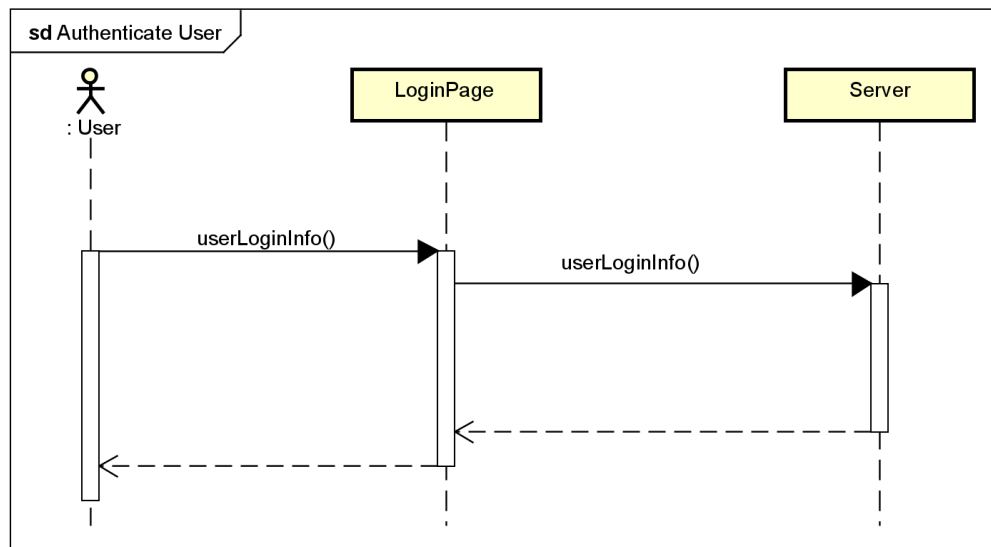 sd Authenticate User
: User
LoginPage
Server
userLoginInfo()
userLoginInfo()